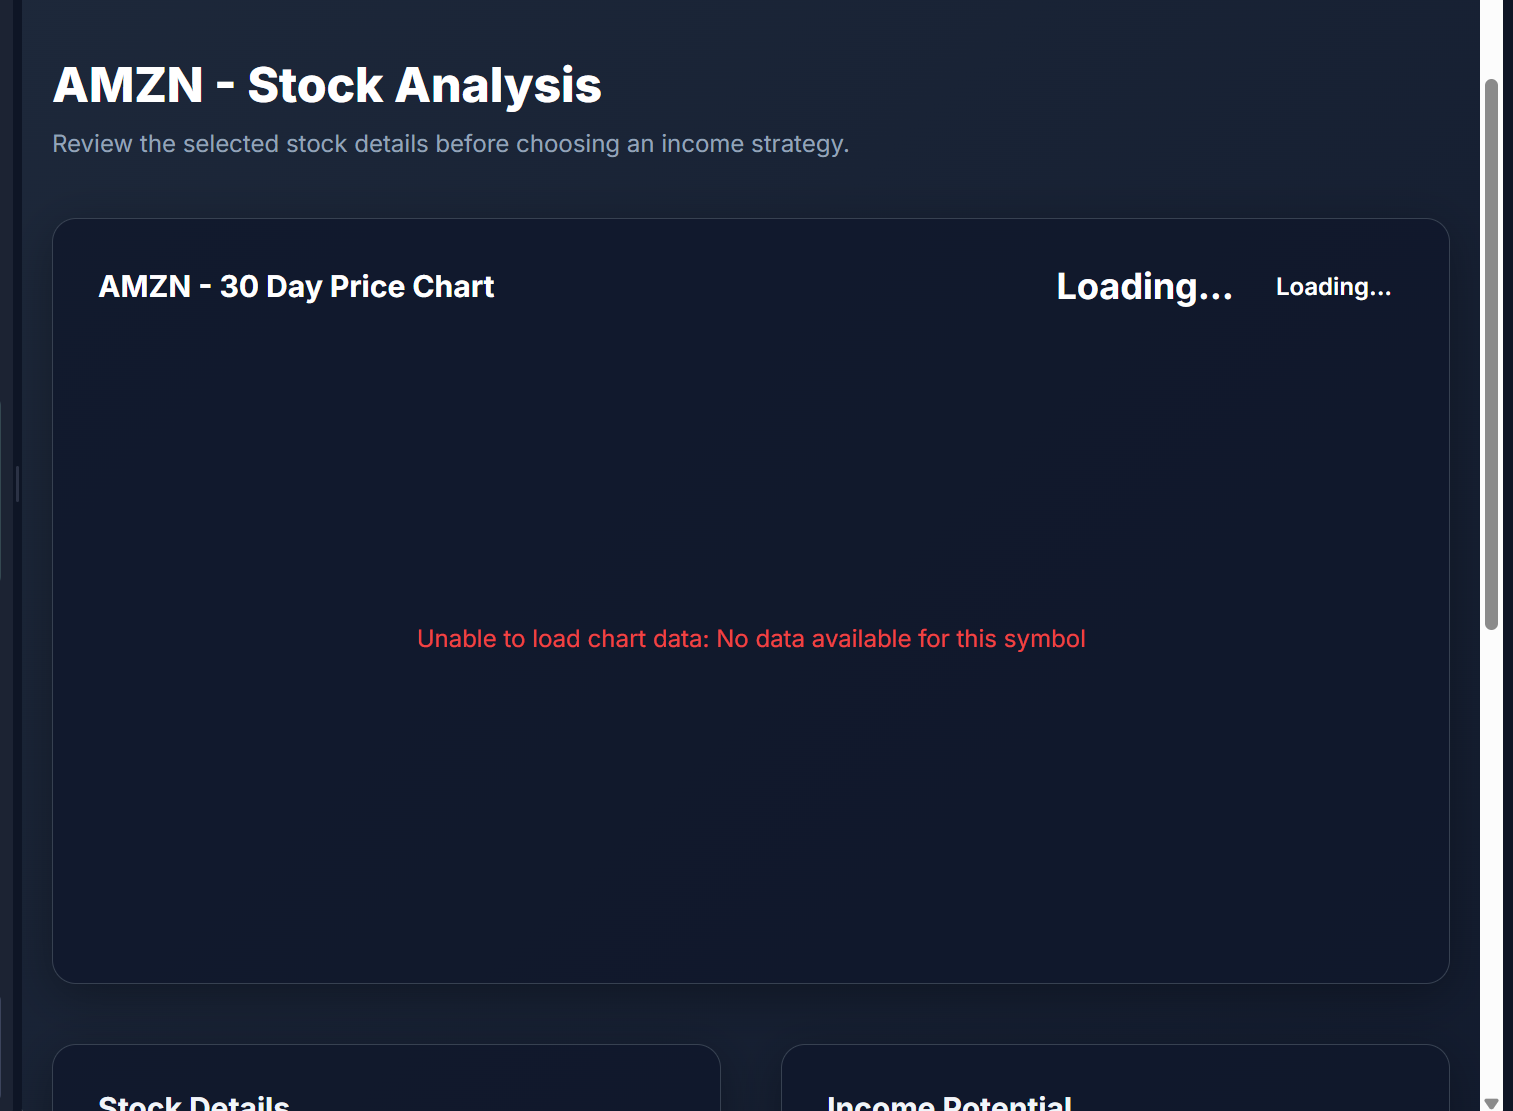 AMZN - Stock Analysis
Review the selected stock details before choosing an income strategy.
AMZN - 30 Day Price Chart
Loading...
Loading...
Unable to load chart data: No data available for this symbol
Stock Details
Income Potential